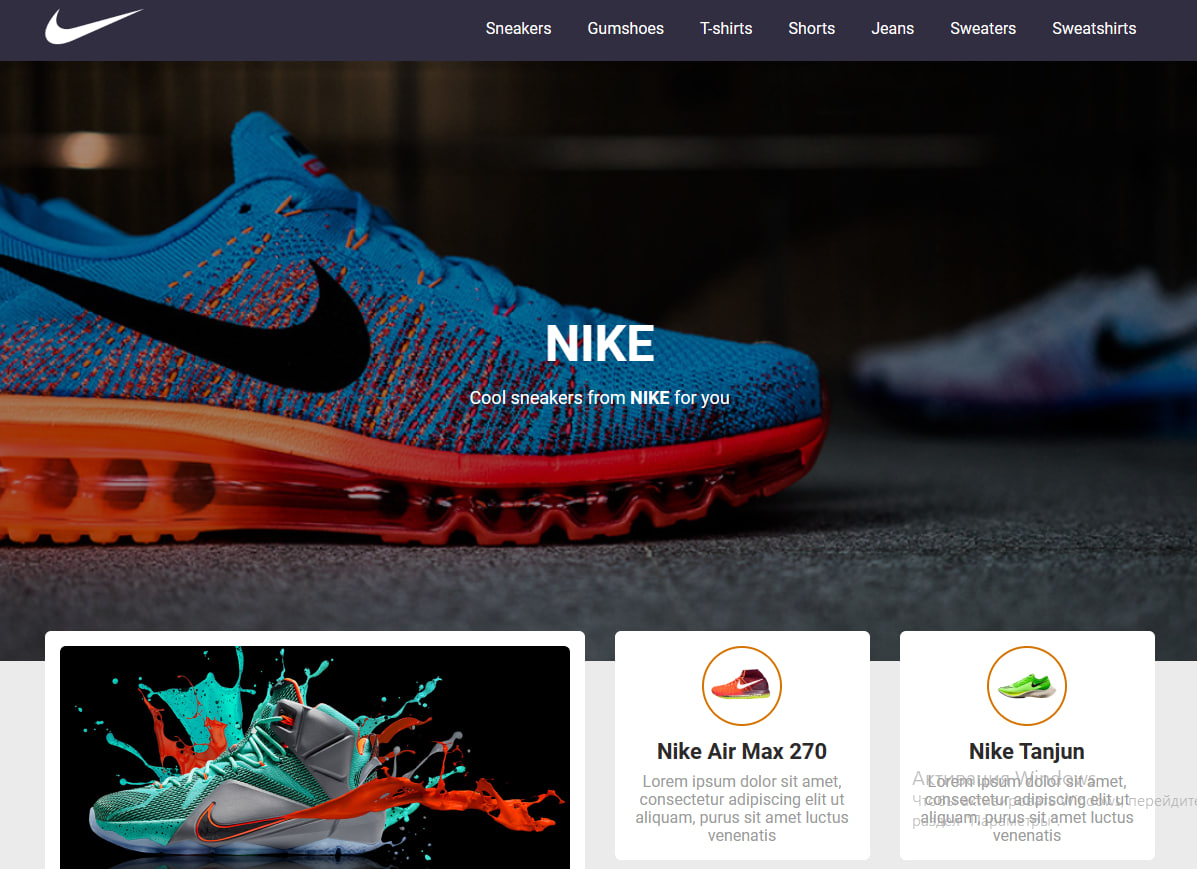 Sneakers Gumshoes T-shirts Shorts Jeans Sweaters Sweatshirts
NIKE
Cool sneakers from NIKE for you
Nike Air Max 270
Lorem ipsum dolor sit amet,
consectetur adipiscing elit ut
aliquam, purus sit amet luctus
venenatis
Nike Tanjun
Lorem ipsum dolor sit amet,
consectetur adipiscing elit ut
aliquam, purus sit amet luctus
venenatis
Активация Windows
Чтобы активировать Windows, перейдите
раздел "Параметры".